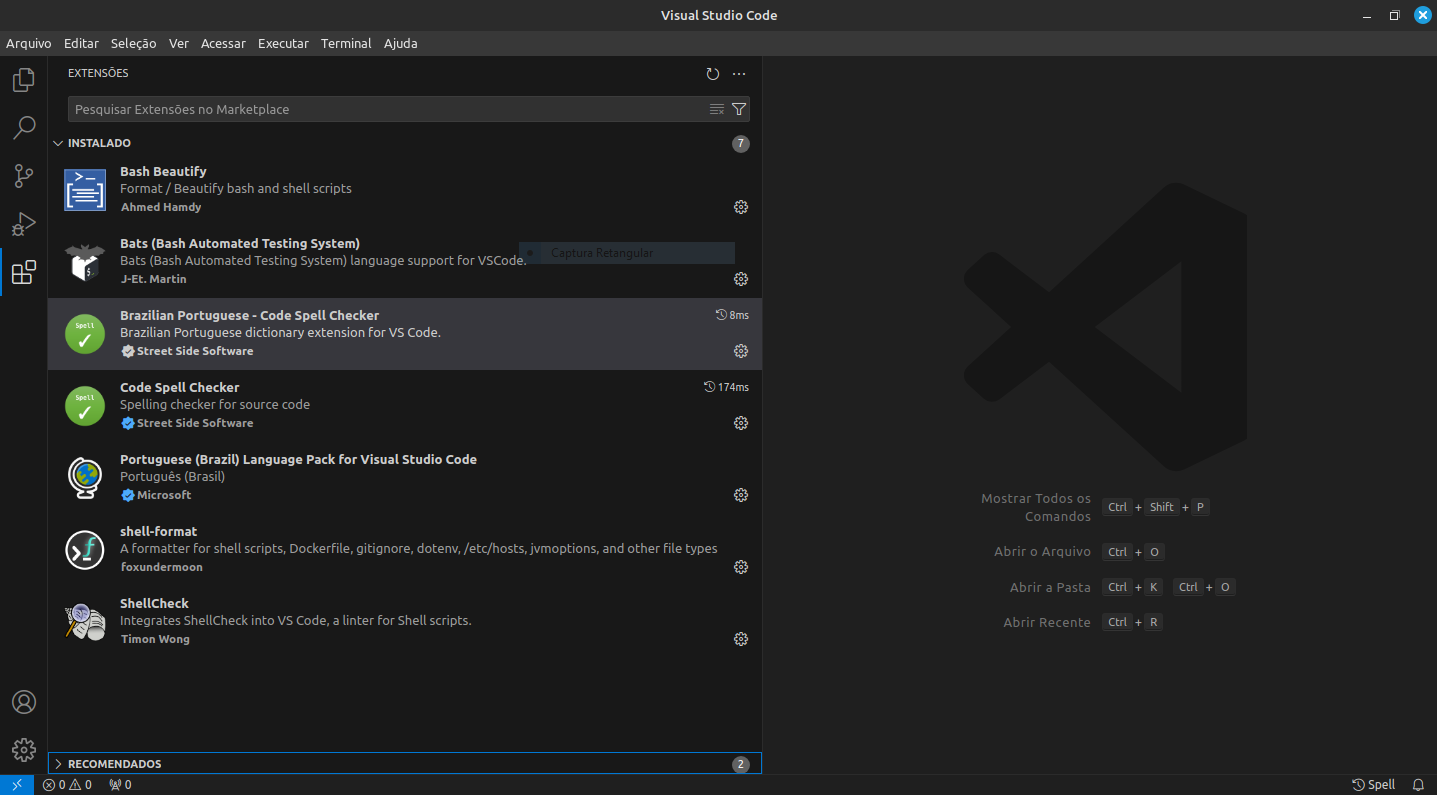 Visual Studio Code
Arquivo Editar Seleção Ver Acessar Executar Terminal Ajuda
EXTENSÕES
Pesquisar Extensões no Marketplace
INSTALADO 7
Bash Beautify
Format / Beautify bash and shell scripts
Ahmed Hamdy
Bats (Bash Automated Testing System)
Captura Retangular
Bats (Bash Automated Testing System) language support for VSCode.
J-Et. Martin
Brazilian Portuguese - Code Spell Checker 8ms
Brazilian Portuguese dictionary extension for VS Code.
Street Side Software
Code Spell Checker 174ms
Spelling checker for source code
Street Side Software
Portuguese (Brazil) Language Pack for Visual Studio Code
Português (Brasil)
Microsoft
shell-format
A formatter for shell scripts, Dockerfile, gitignore, dotenv, /etc/hosts, jvmoptions, and other file types
foxundermoon
ShellCheck
Integrates ShellCheck into VS Code, a linter for Shell scripts.
Timon Wong
RECOMENDADOS 2
Spell
Spell
Mostrar Todos os
Comandos Ctrl + Shift + P
Abrir o Arquivo Ctrl + O
Abrir a Pasta Ctrl + K Ctrl + O
Abrir Recente Ctrl + R
0 0 0
Spell